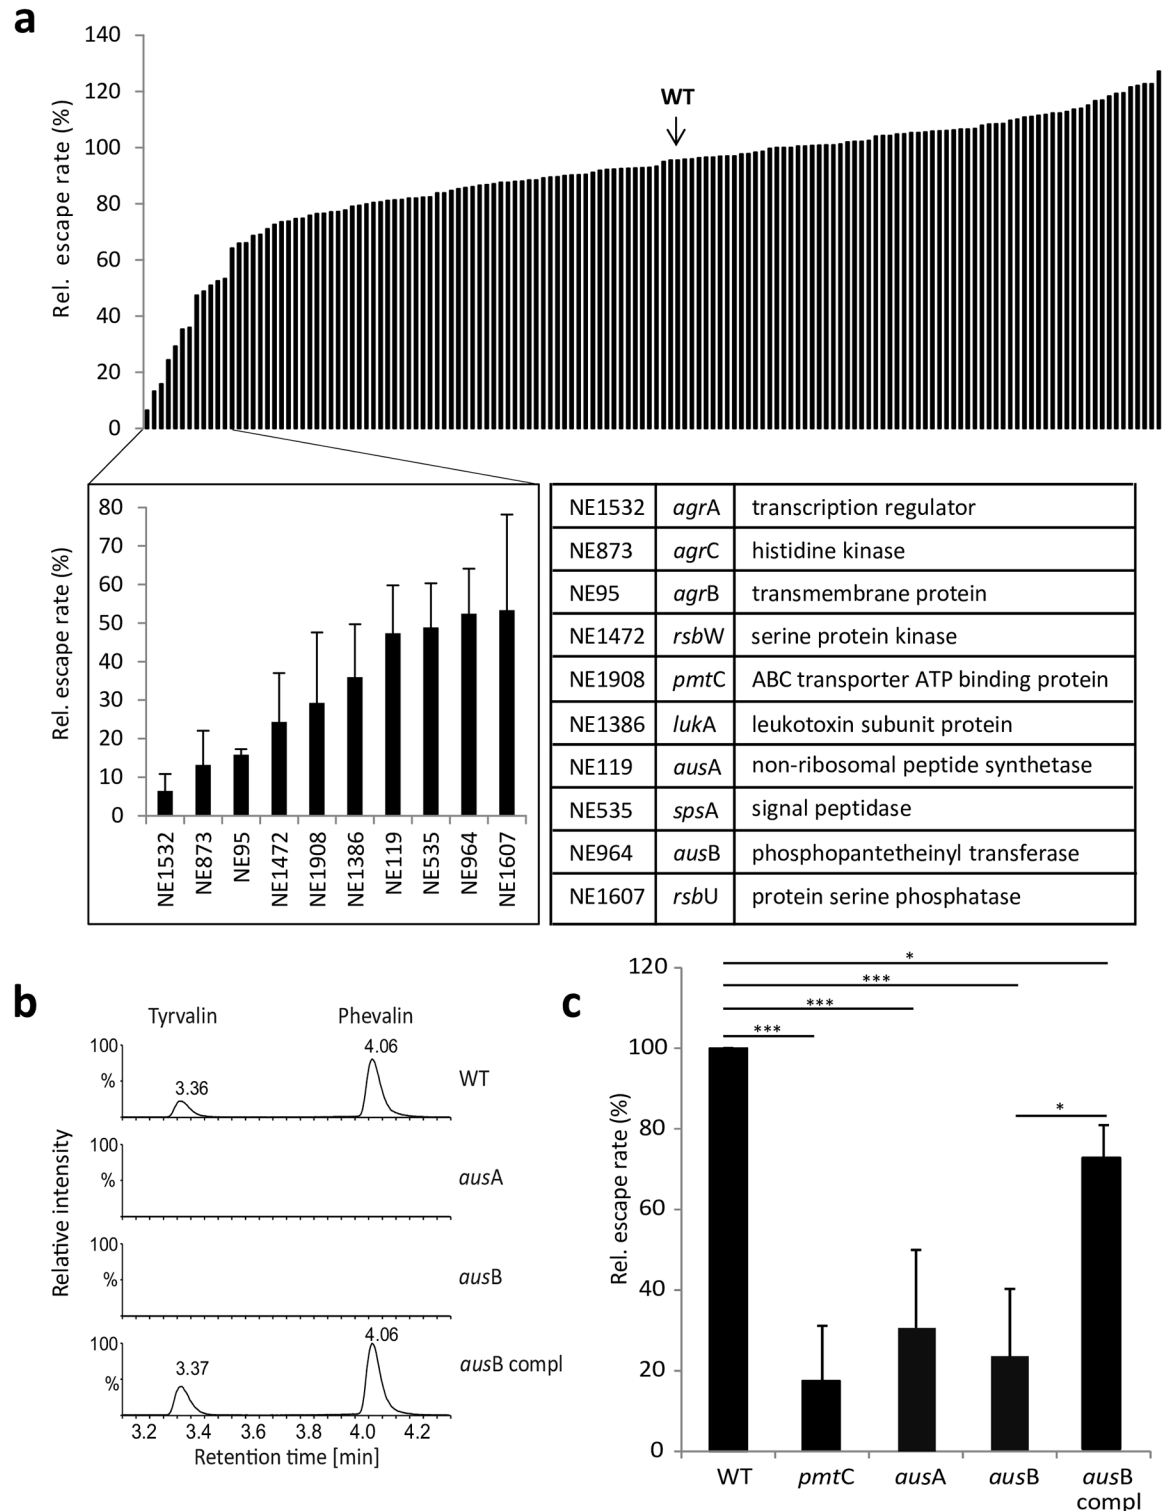 a
140
120
100
80
60
40
20
0
Rel. escape rate (%)
WT
80
70
60
50
40
30
20
10
0
Rel. escape rate (%)
NE1532
NE873
NE95
NE1472
NE1908
NE1386
NE119
NE535
NE964
NE1607
NE1532 agrA transcription regulator
NE873 agrC histidine kinase
NE95 agrB transmembrane protein
NE1472 rsbW serine protein kinase
NE1908 pmtC ABC transporter ATP binding protein
NE1386 lukA leukotoxin subunit protein
NE119 ausA non-ribosomal peptide synthetase
NE535 spsA signal peptidase
NE964 ausB phosphopantetheinyl transferase
NE1607 rsbU protein serine phosphatase
b
Tyrvalin Phevalin
Relative intensity
100
%
3.36
4.06
WT
100
%
ausA
100
%
ausB
100
%
3.37
4.06
ausB compl
3.2 3.4 3.6 3.8 4.0 4.2
Retention time [min]
c
120
100
80
60
40
20
0
Rel. escape rate (%)
*
***
***
***
*
WT pmtC ausA ausB ausB
compl